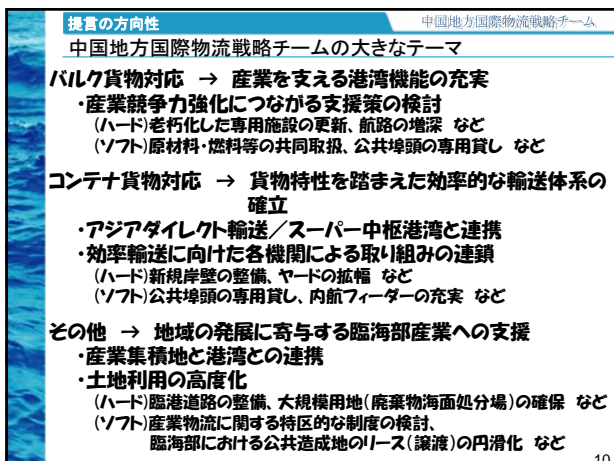 提言の方向性
中国地方国際物流戦略チーム
中国地方国際物流戦略チームの大きなテーマ
バルク貨物対応 → 産業を支える港湾機能の充実
・産業競争力強化につながる支援策の検討
(ハード)老朽化した専用施設の更新、航路の増深 など
(ソフト)原材料・燃料等の共同取扱、公共埠頭の専用貸し など
コンテナ貨物対応 → 貨物特性を踏まえた効率的な輸送体系の
確立
・アジアダイレクト輸送/スーパー中枢港湾と連携
・効率輸送に向けた各機関による取り組みの連鎖
(ハード)新規岸壁の整備、ヤードの拡幅 など
(ソフト)公共埠頭の専用貸し、内航フィーダーの充実 など
その他 → 地域の発展に寄与する臨海部産業への支援
・産業集積地と港湾との連携
・土地利用の高度化
(ハード)臨港道路の整備、大規模用地(廃棄物海面処分場)の確保 など
(ソフト)産業物流に関する特区的な制度の検討、
臨海部における公共造成地のリース(譲渡)の円滑化 など
10